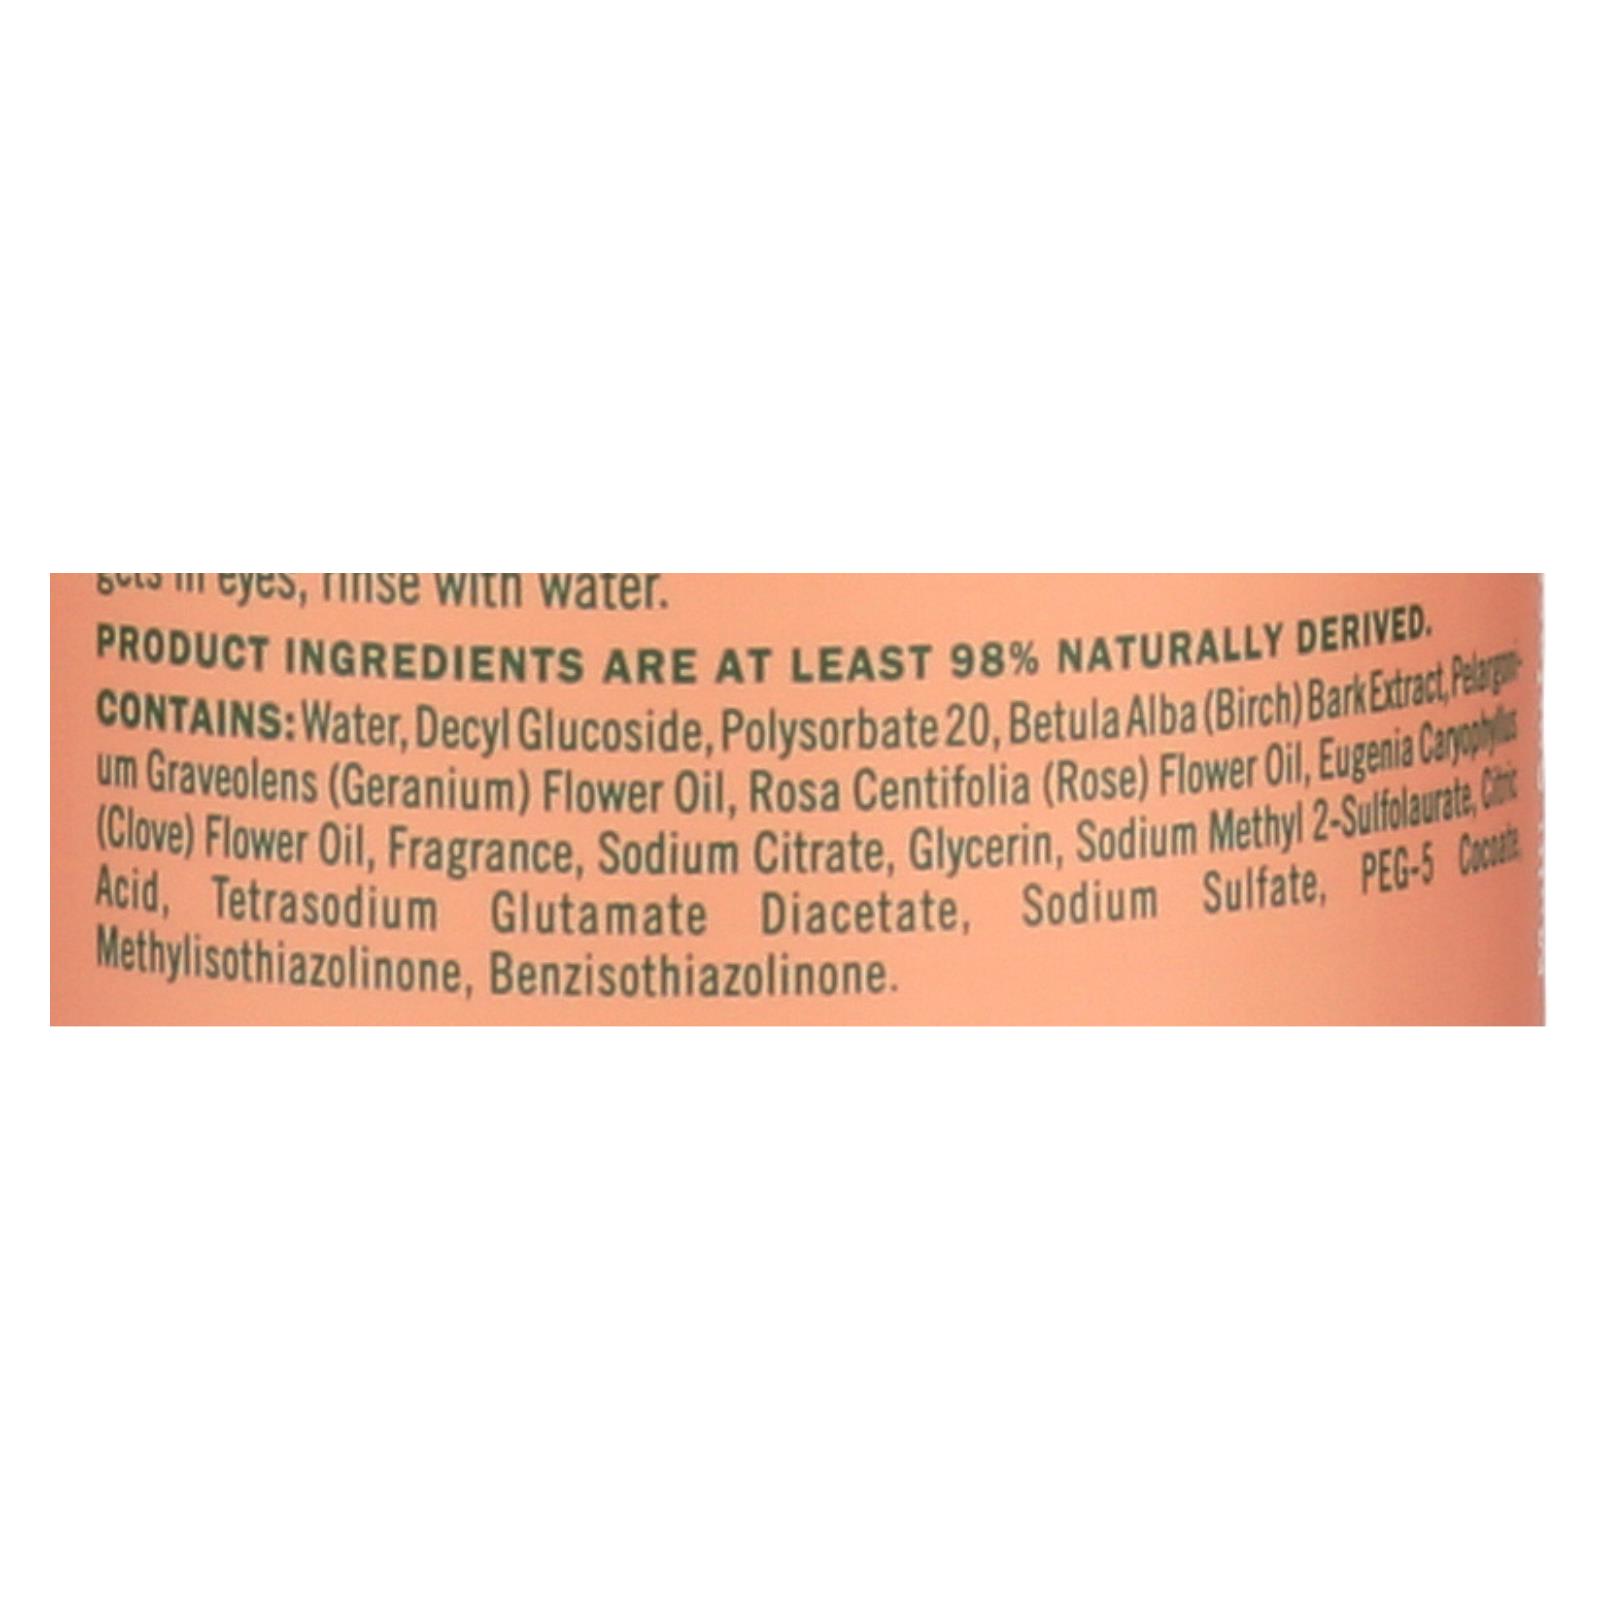 gets in eyes, rinse with water.
PRODUCT INGREDIENTS ARE AT LEAST 98% NATURALLY DERIVED.
CONTAINS: Water, Decyl Glucoside, Polysorbate 20, Betula Alba (Birch) Bark Extract, Pelargoni-
um Graveolens (Geranium) Flower Oil, Rosa Centifolia (Rose) Flower Oil, Eugenia Caryophyllus
(Clove) Flower Oil, Fragrance, Sodium Citrate, Glycerin, Sodium Methyl 2-Sulfolaurate, Citric
Acid, Tetrasodium Glutamate Diacetate, Sodium Sulfate, PEG-5 Cocoate,
Methylisothiazolinone, Benzisothiazolinone.